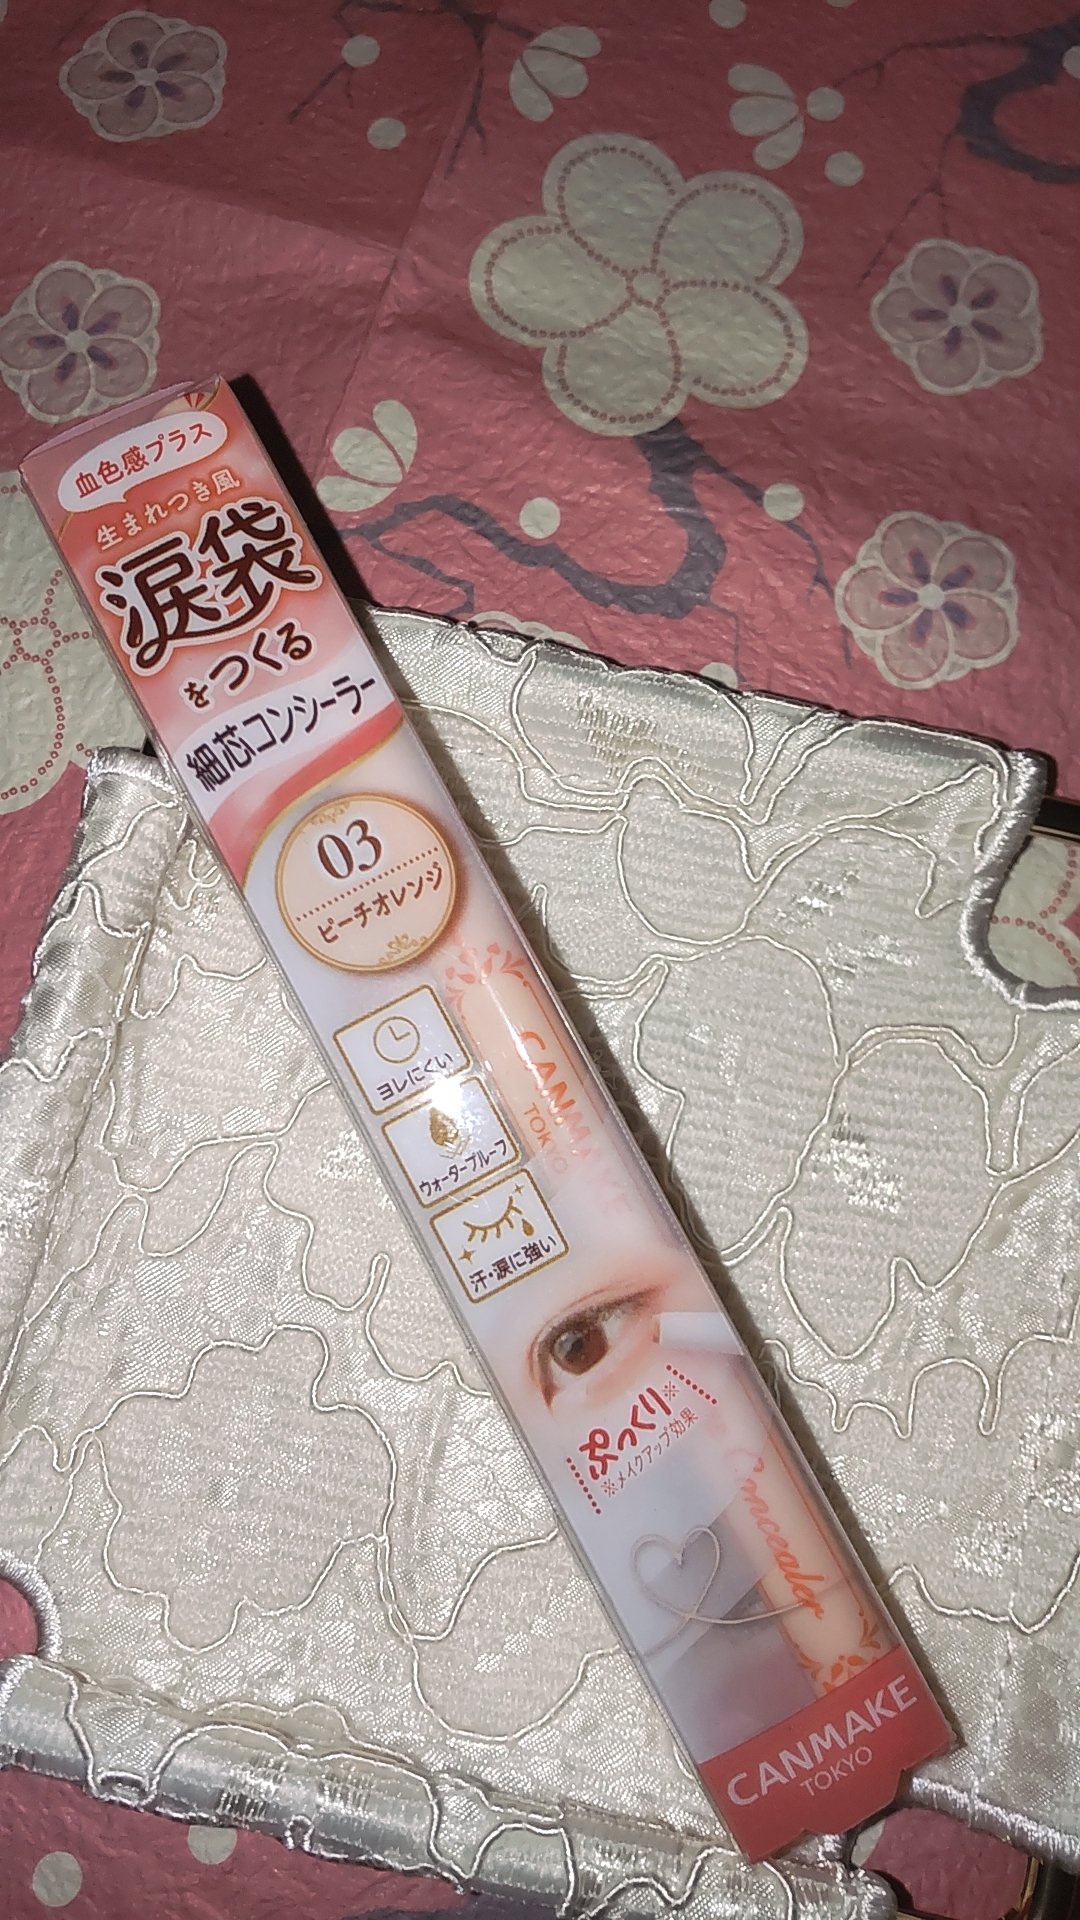 血色感プラス
生まれつき風
涙袋
をつくる
細芯コンシーラー
03
ピーチオレンジ
CANMAKE
TOKYO
ヨレにくい
ウォータープルーフ
汗・涙に強い
ぷっくり※
※メイクアップ効果
Concealer
CANMAKE
TOKYO